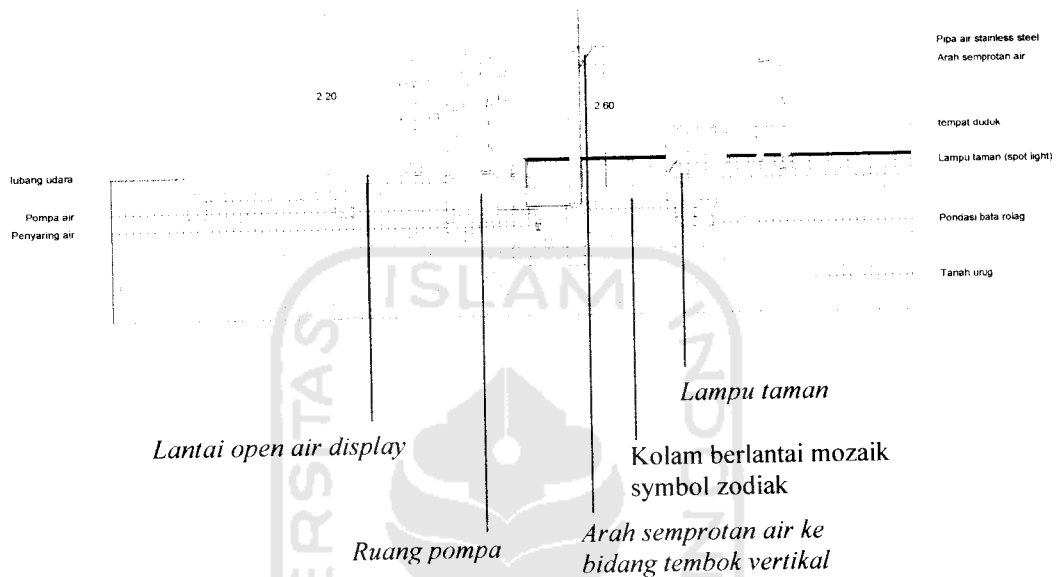 Pipa air stainless steel
Arah semprotan air
2.20
2.60
tempat duduk
Lampu taman (spot light)
lubang udara
Pompa air
Pondasi bata rolag
Penyaring air
Tanah urug
ISLAM
Lampu taman
Lantai open air display
Kolam berlantai mozaik
symbol zodiak
Ruang pompa
Arah semprotan air ke
bidang tembok vertikal